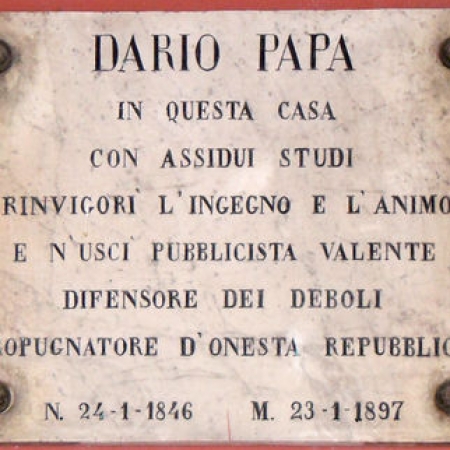 DARIO PAPA
IN QUESTA CASA
CON ASSIDUI STUDI
RINVIGORÌ L'INGEGNO E L'ANIMO
E N'USCÌ PUBBLICISTA VALENTE
DIFENSORE DEI DEBOLI
ROPUGNATORE D'ONESTA REPUBBLIC
N. 24-1-1846 M. 23-1-1897